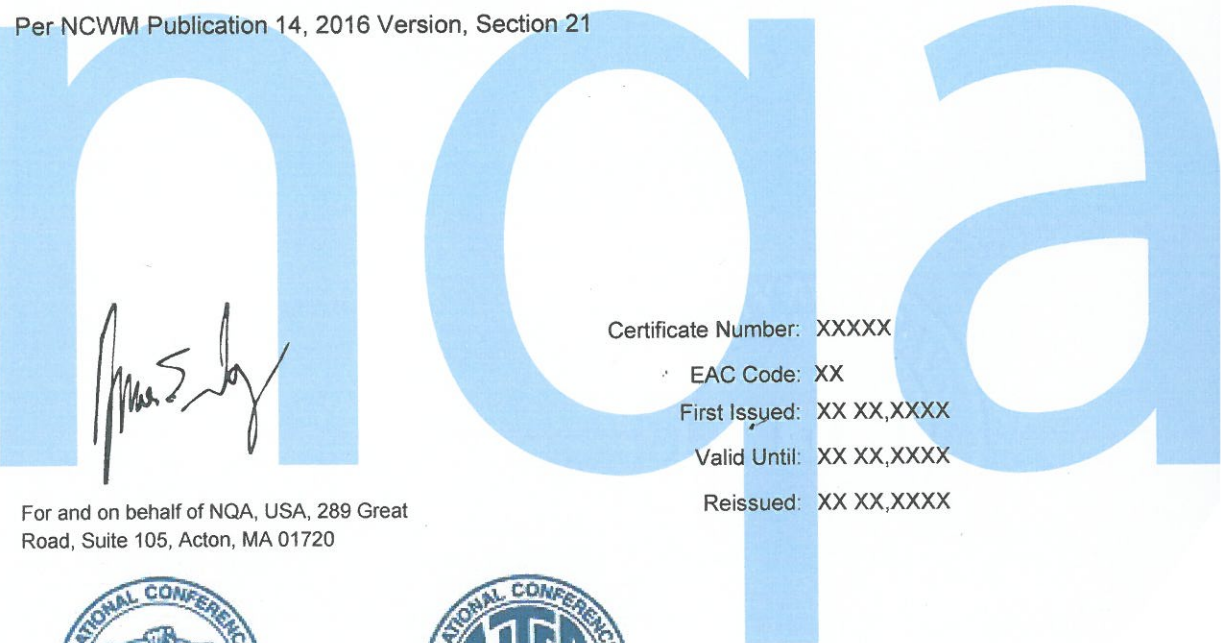 Per NCWM Publication 14, 2016 Version, Section 21
nqa
Certificate Number: XXXXX
EAC Code: XX
First Issued: XX XX,XXXX
Valid Until: XX XX,XXXX
Reissued: XX XX,XXXX
For and on behalf of NQA, USA, 289 Great
Road, Suite 105, Acton, MA 01720